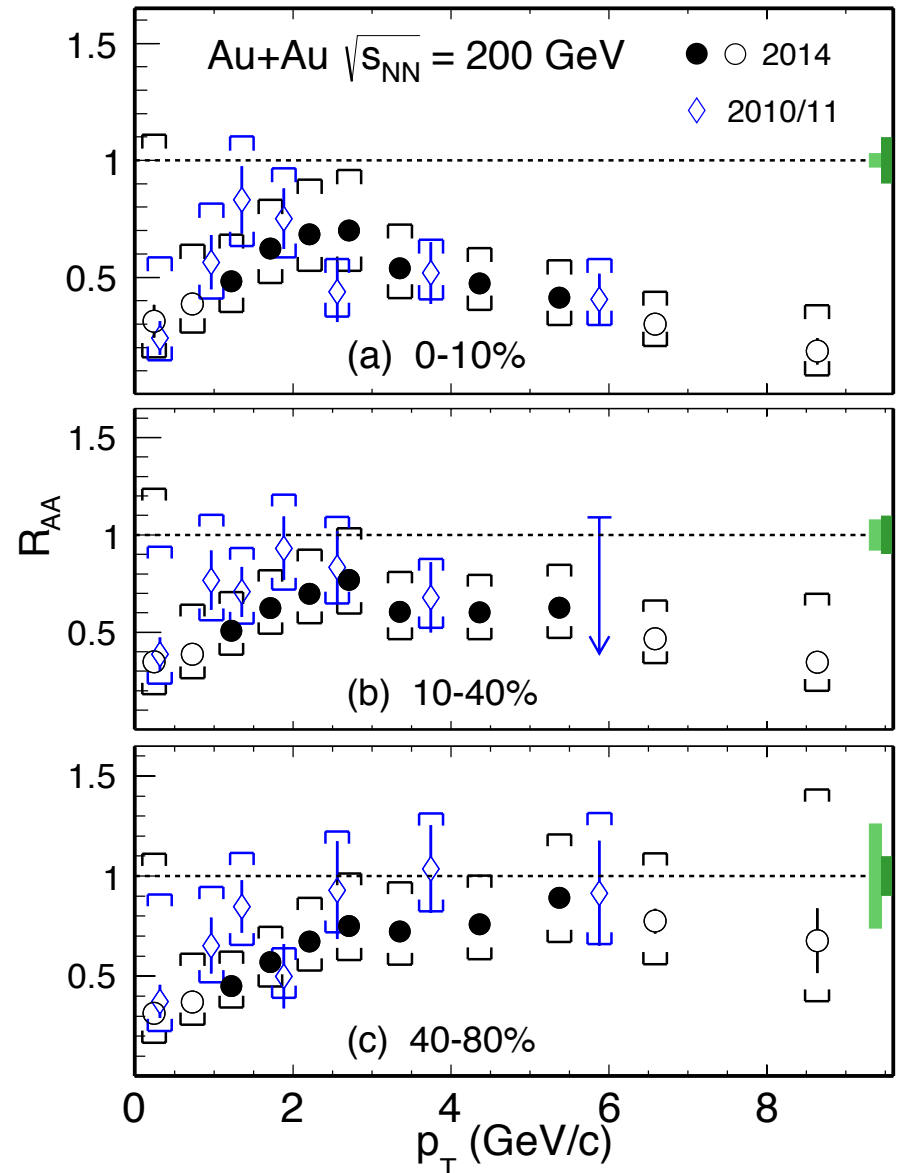 Au+Au √s_NN = 200 GeV
2014
2010/11
1.5
1
0.5
(a) 0-10%
1.5
1
0.5
(b) 10-40%
R_AA
1.5
1
0.5
(c) 40-80%
0 2 4 6 8
p_T (GeV/c)